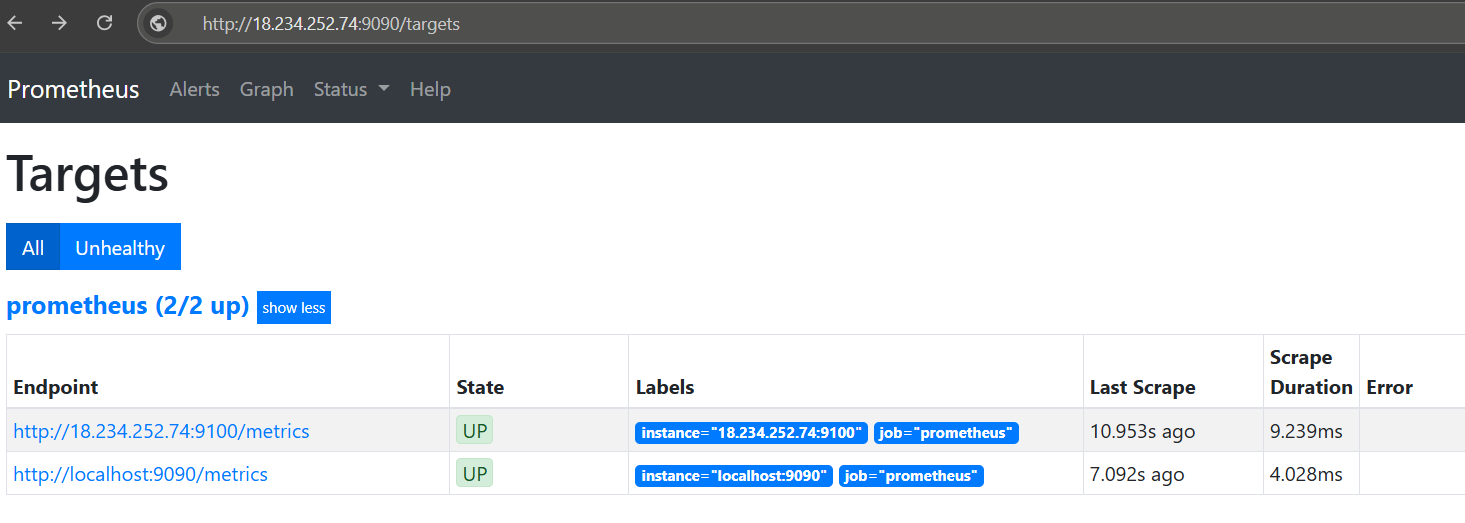 http://18.234.252.74:9090/targets
Prometheus Alerts Graph Status Help
Targets
All Unhealthy
prometheus (2/2 up) show less
Endpoint State Labels Last Scrape Scrape Duration Error
http://18.234.252.74:9100/metrics UP instance="18.234.252.74:9100" job="prometheus" 10.953s ago 9.239ms
http://localhost:9090/metrics UP instance="localhost:9090" job="prometheus" 7.092s ago 4.028ms